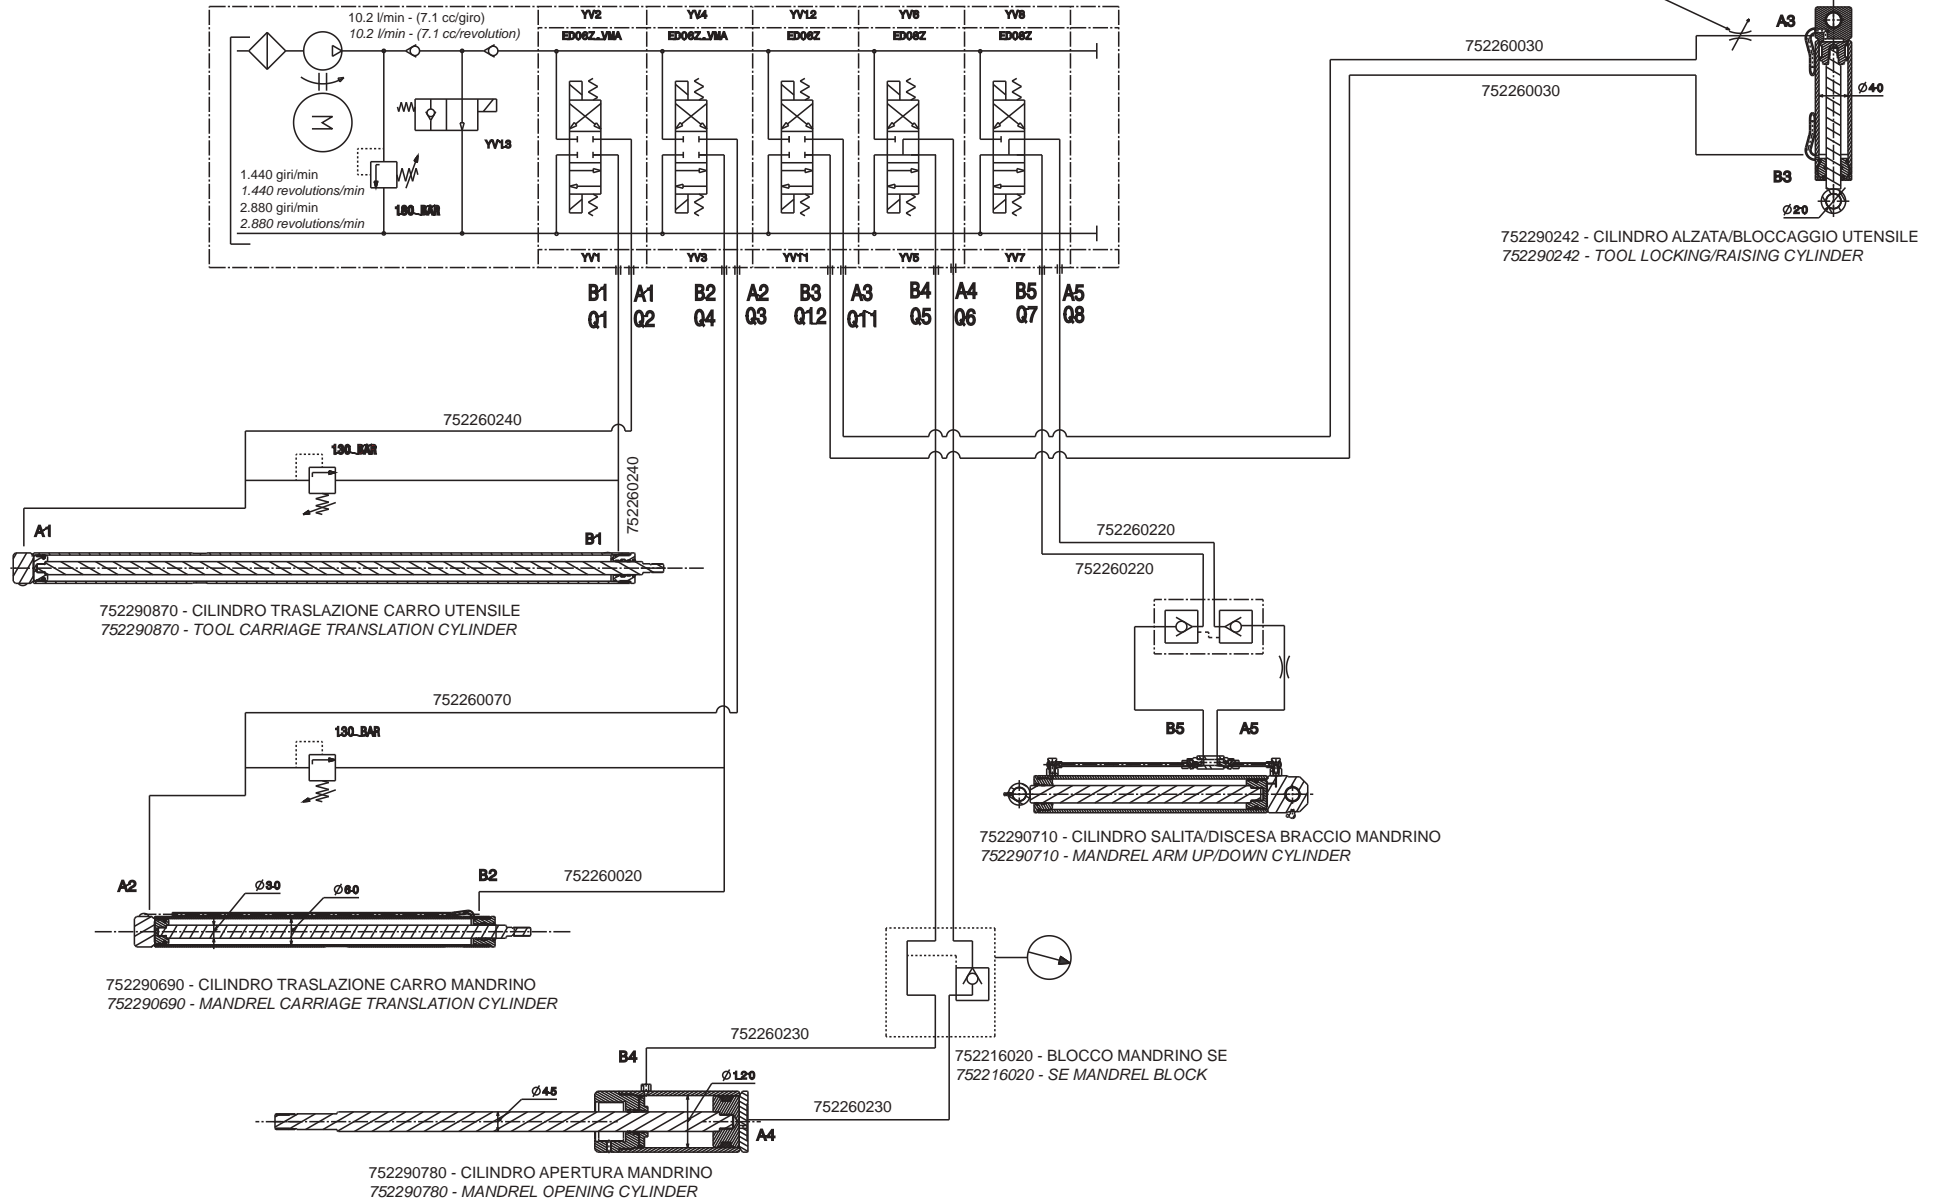 10.2 l/min - (7.1 cc/giro)
10.2 l/min - (7.1 cc/revolution)
YV2
YV4
YV12
YV6
YV8
ED06Z_VMA
ED06Z_VMA
ED06Z
ED06Z
ED06Z
M
YV13
1.440 giri/min
1.440 revolutions/min
2.880 giri/min
2.880 revolutions/min
180_BAR
YV1
YV3
YV11
YV5
YV7
B1 A1 B2 A2 B3 A3 B4 A4 B5 A5
Q1 Q2 Q4 Q3 Q12 Q11 Q5 Q6 Q7 Q8
752260030
752260030
A3
Ø40
B3
Ø20
752290242 - CILINDRO ALZATA/BLOCCAGGIO UTENSILE
752290242 - TOOL LOCKING/RAISING CYLINDER
752260240
130_BAR
752260240
A1
B1
752290870 - CILINDRO TRASLAZIONE CARRO UTENSILE
752290870 - TOOL CARRIAGE TRANSLATION CYLINDER
752260220
752260220
B5
A5
752290710 - CILINDRO SALITA/DISCESA BRACCIO MANDRINO
752290710 - MANDREL ARM UP/DOWN CYLINDER
752260070
130_BAR
A2
Ø30
Ø60
B2
752260020
752290690 - CILINDRO TRASLAZIONE CARRO MANDRINO
752290690 - MANDREL CARRIAGE TRANSLATION CYLINDER
752260230
752216020 - BLOCCO MANDRINO SE
752216020 - SE MANDREL BLOCK
B4
Ø45
Ø120
752260230
A4
752290780 - CILINDRO APERTURA MANDRINO
752290780 - MANDREL OPENING CYLINDER